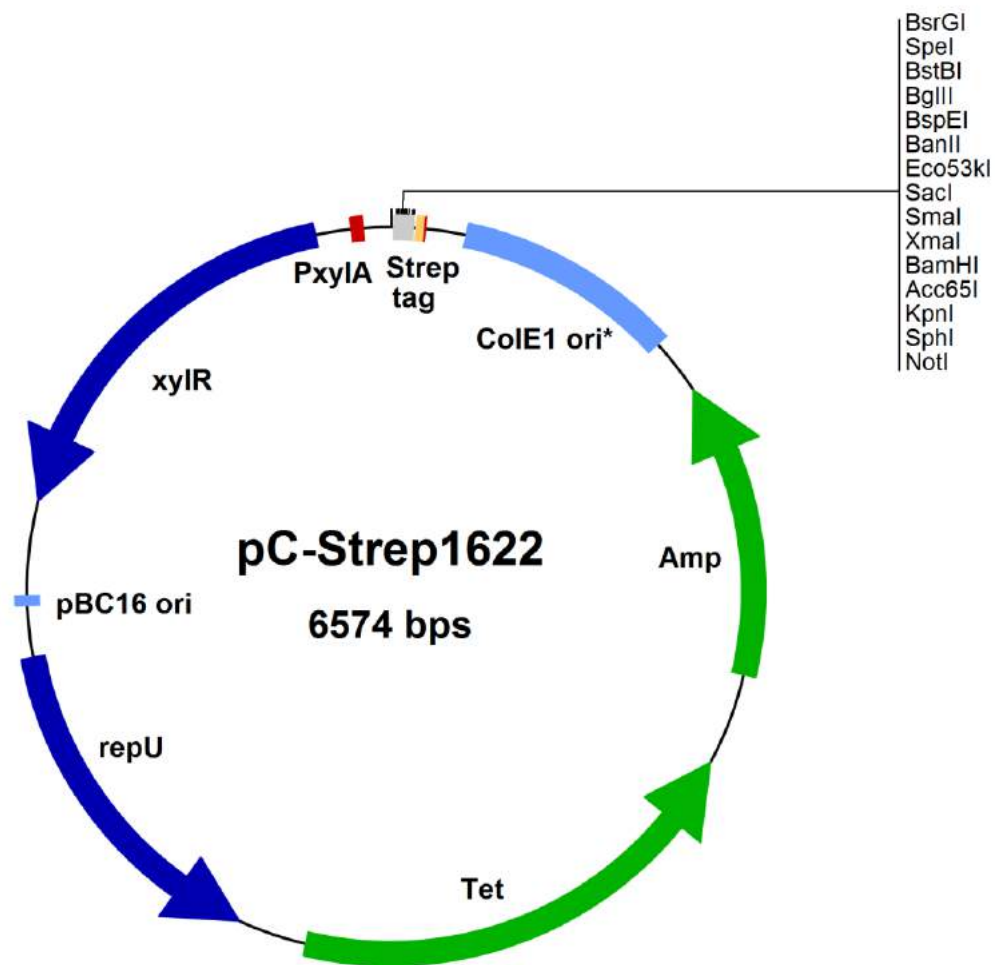 BsrGI
SpeI
BstBI
BglII
BspEI
BanII
Eco53kI
SacI
SmaI
XmaI
BamHI
Acc65I
KpnI
SphI
NotI
PxylA
Strep
tag
ColE1 ori*
xylR
pC-Strep1622
6574 bps
Amp
pBC16 ori
repU
Tet